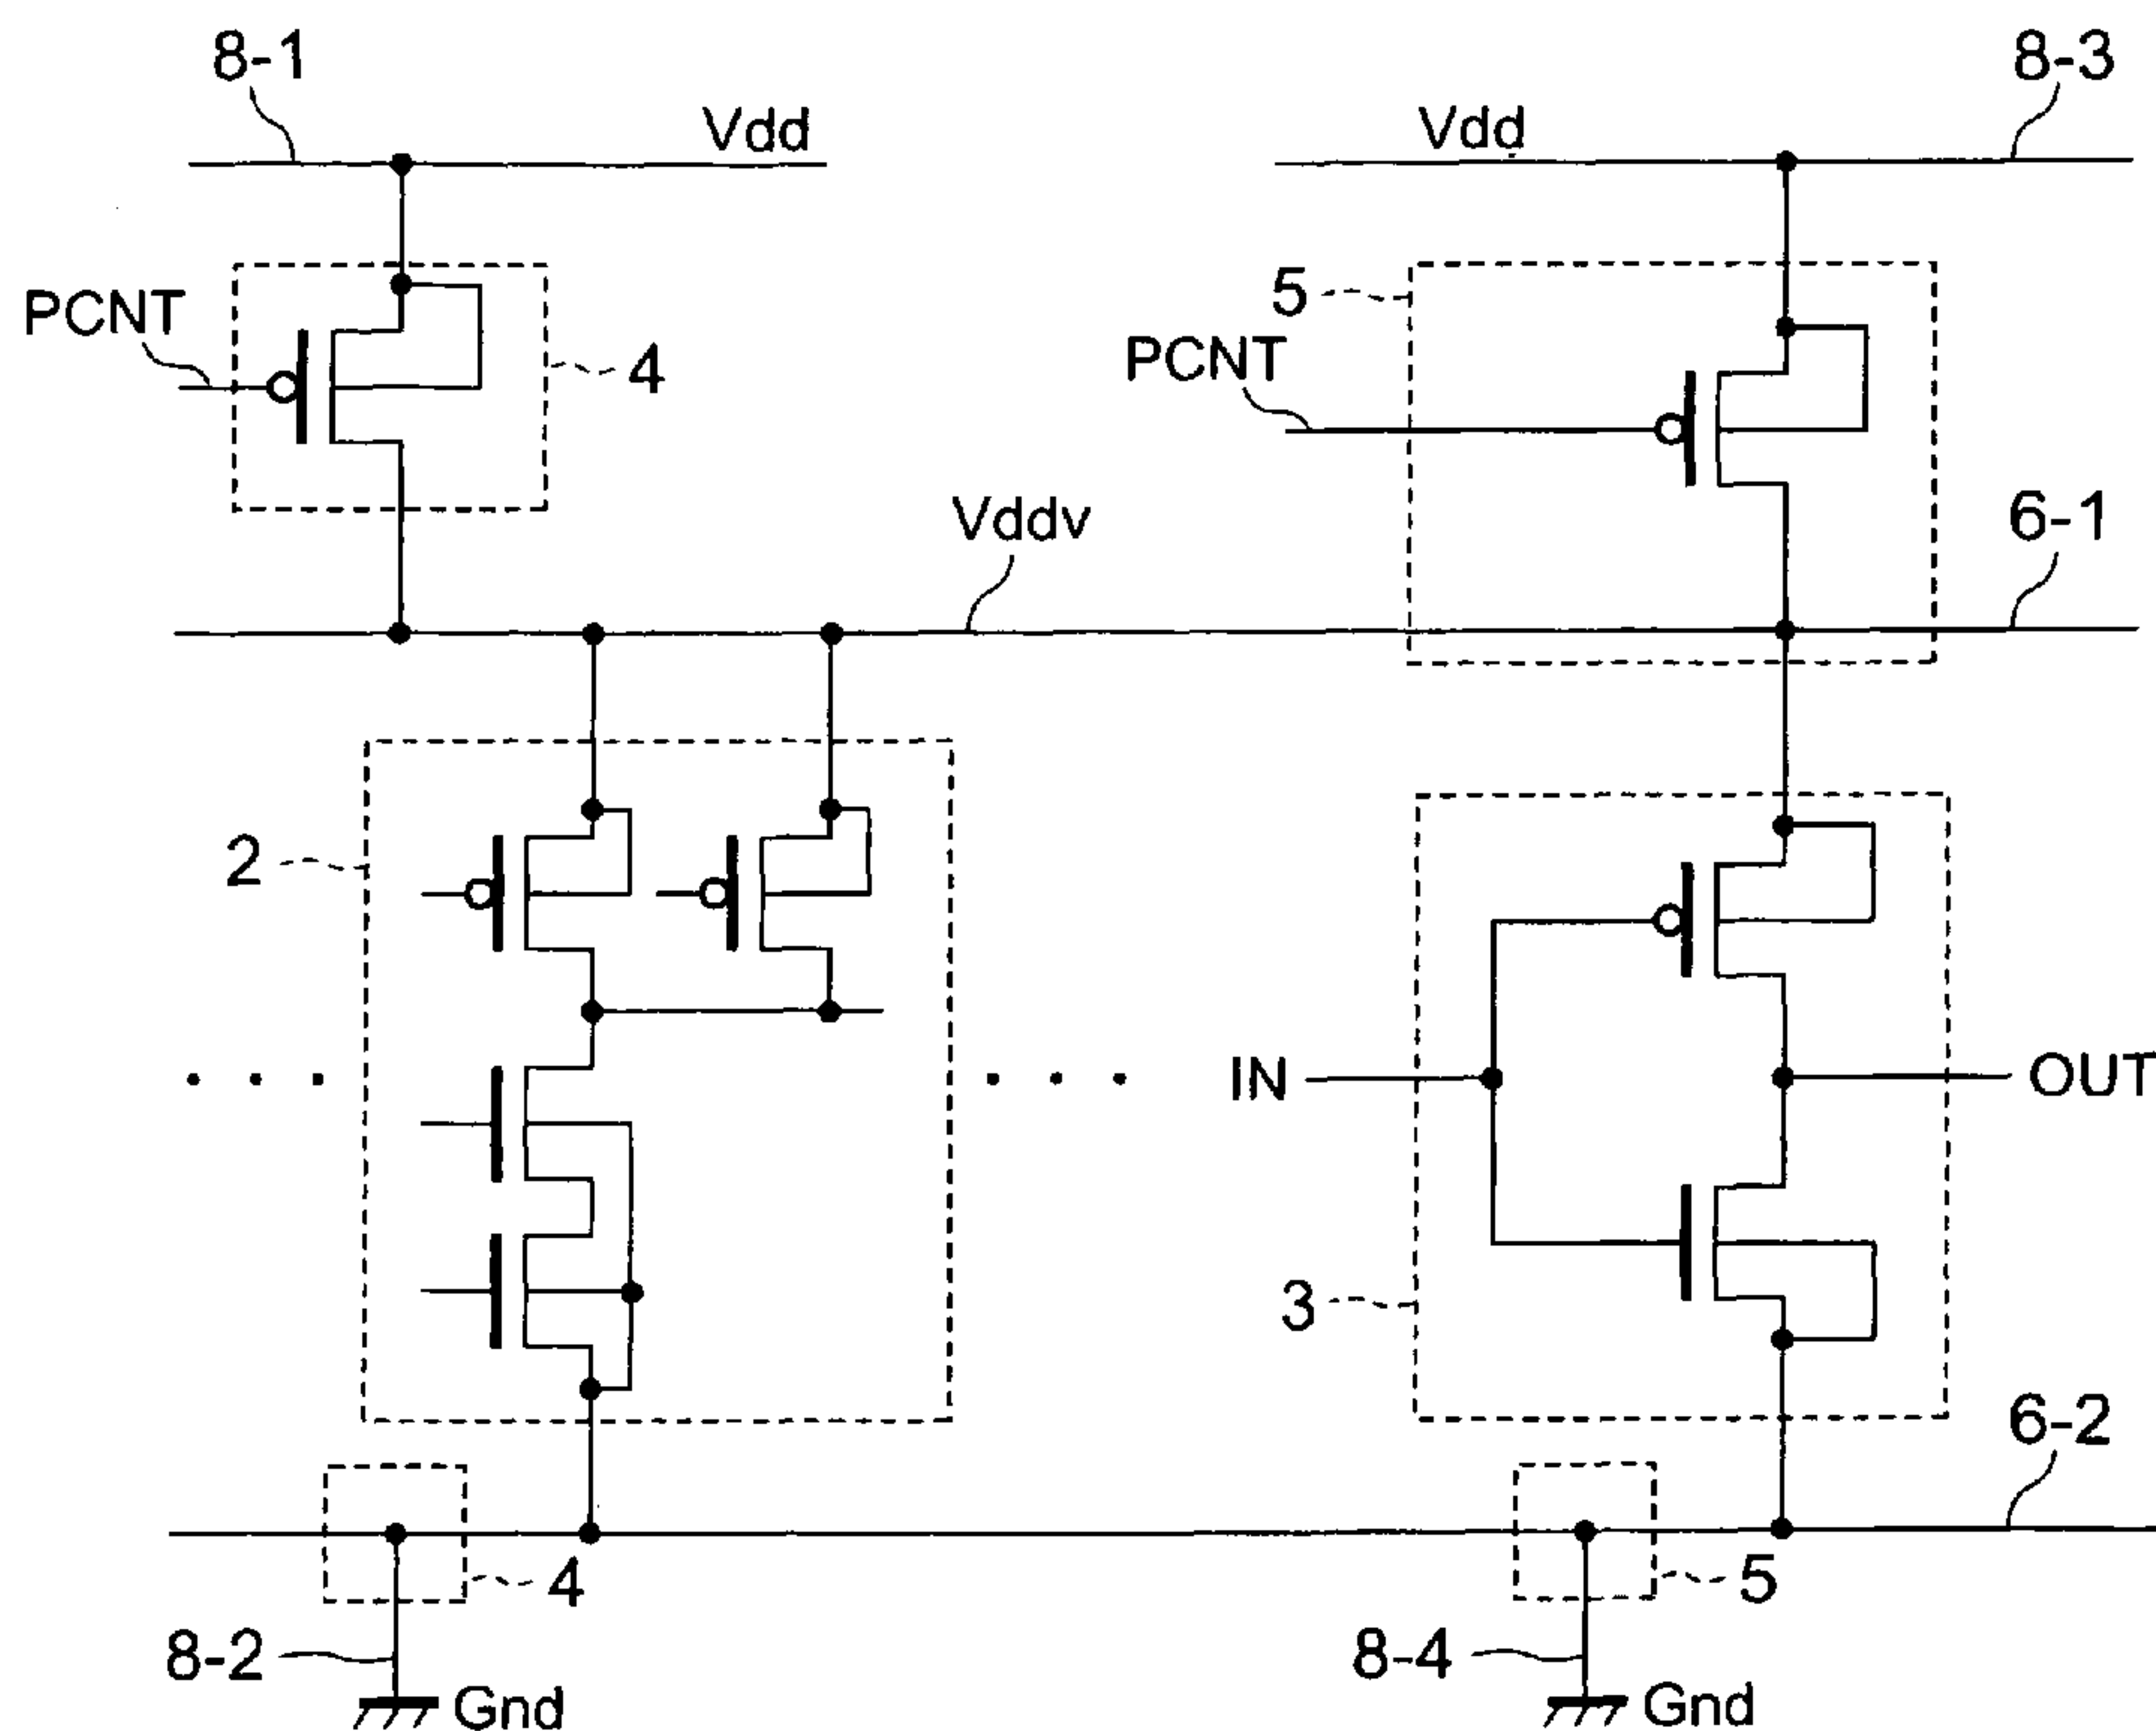 8-1
8-3
Vdd
Vdd
PCNT
4
5
PCNT
Vddv
6-1
2
IN
OUT
3
6-2
4
5
8-2
8-4
Gnd
Gnd